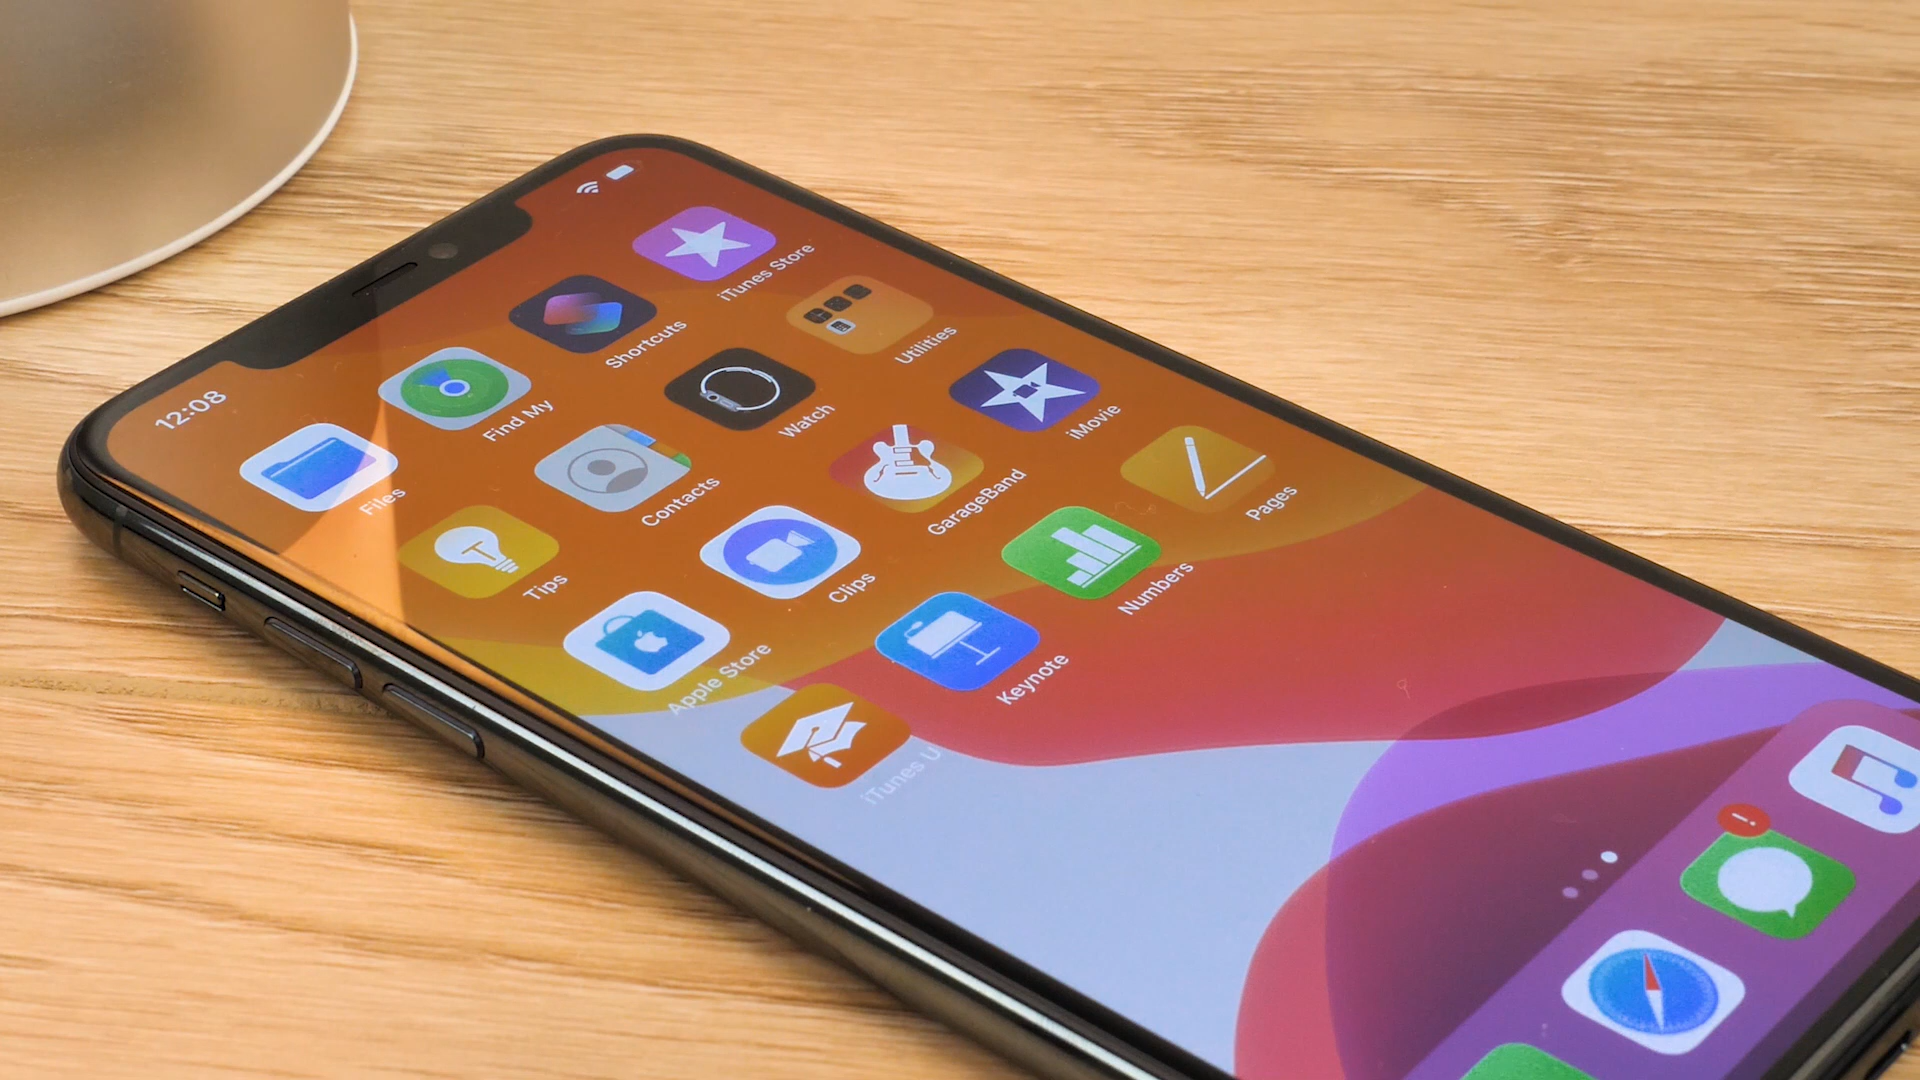 12:08
Files
Find My
Shortcuts
iTunes Store
Tips
Contacts
Watch
Utilities
Apple Store
Clips
GarageBand
iMovie
iTunes U
Keynote
Numbers
Pages
!